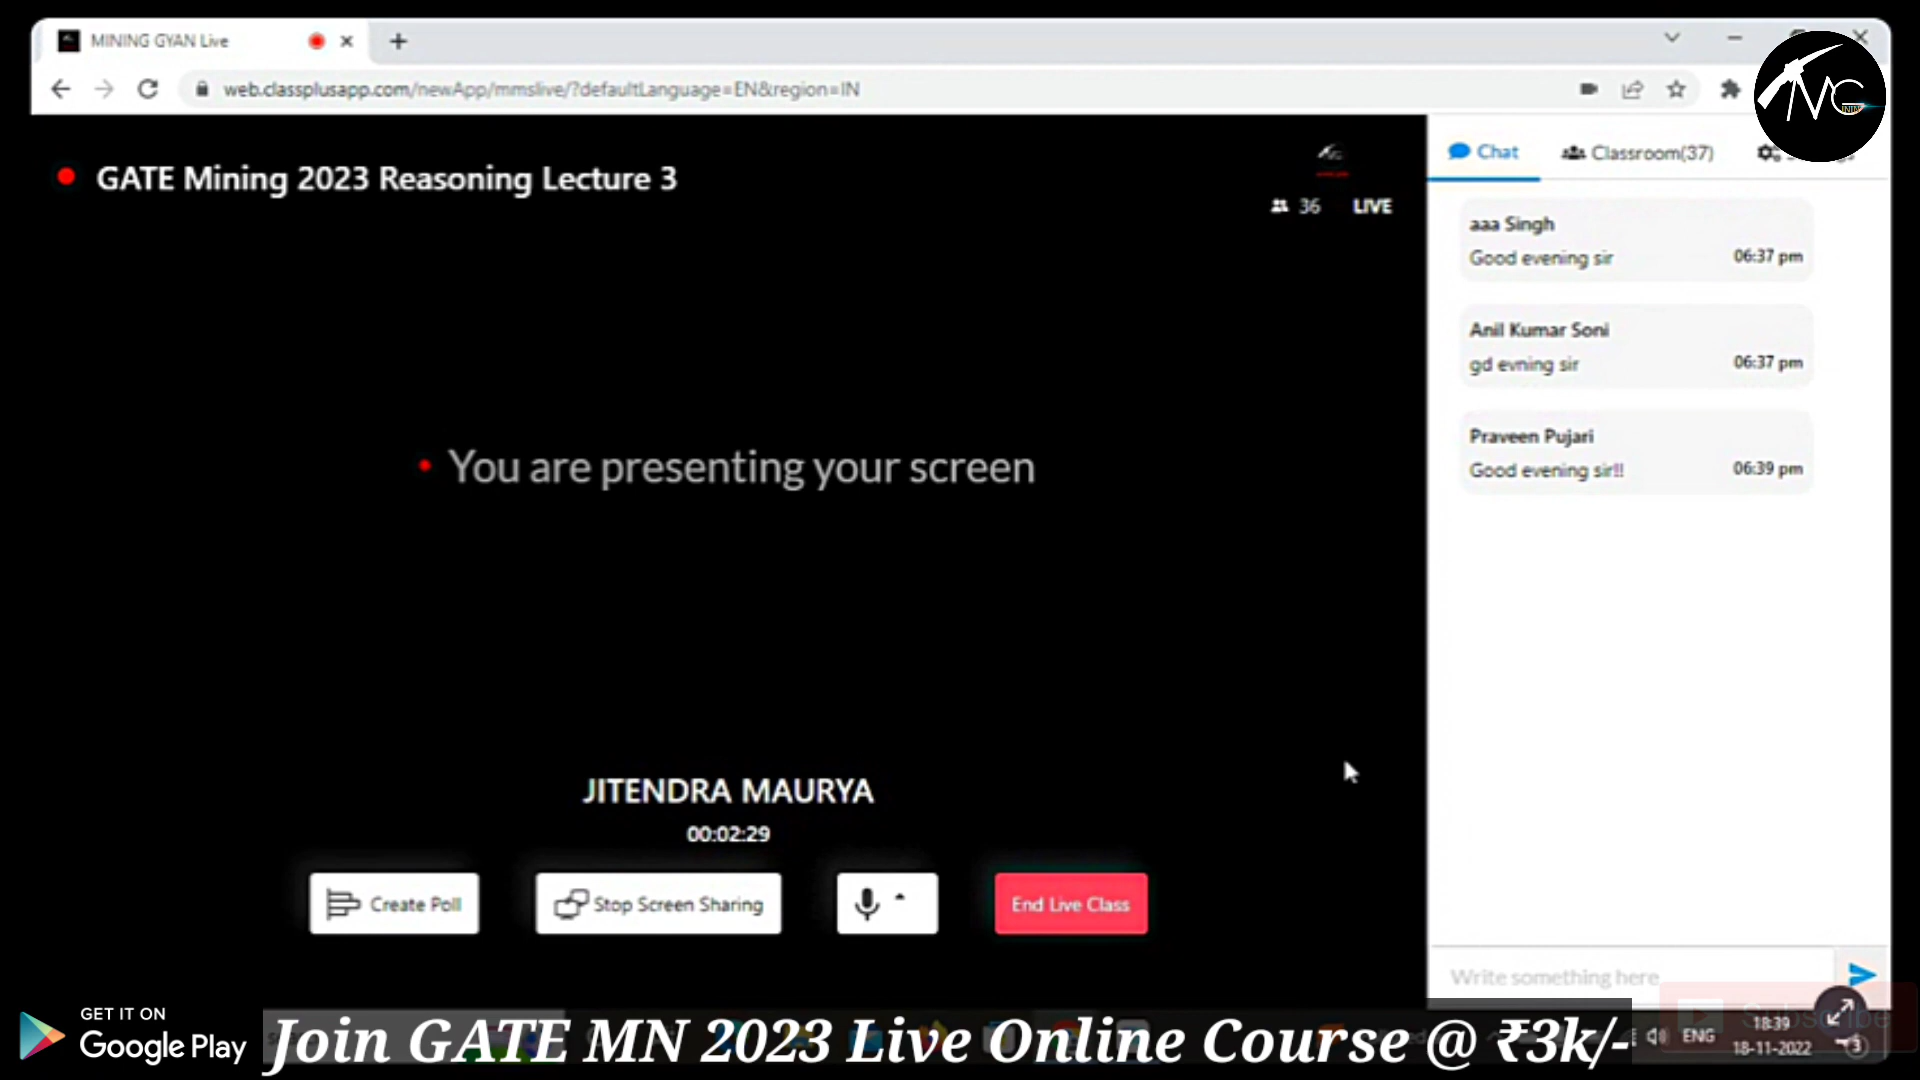 MINING GYAN Live
web.classplusapp.com/newApp/mmslive/?defaultLanguage=EN&region=IN
GATE Mining 2023 Reasoning Lecture 3
36 LIVE
You are presenting your screen
JITENDRA MAURYA
00:02:29
Create Poll
Stop Screen Sharing
End Live Class
Chat
Classroom(37)
aaa Singh
Good evening sir 06:37 pm
Anil Kumar Soni
gd evning sir 06:37 pm
Praveen Pujari
Good evening sir!! 06:39 pm
Write something here
Subscribe
GET IT ON
Google Play
Join GATE MN 2023 Live Online Course @ ₹3k/-
ENG
18:39
18-11-2022
3